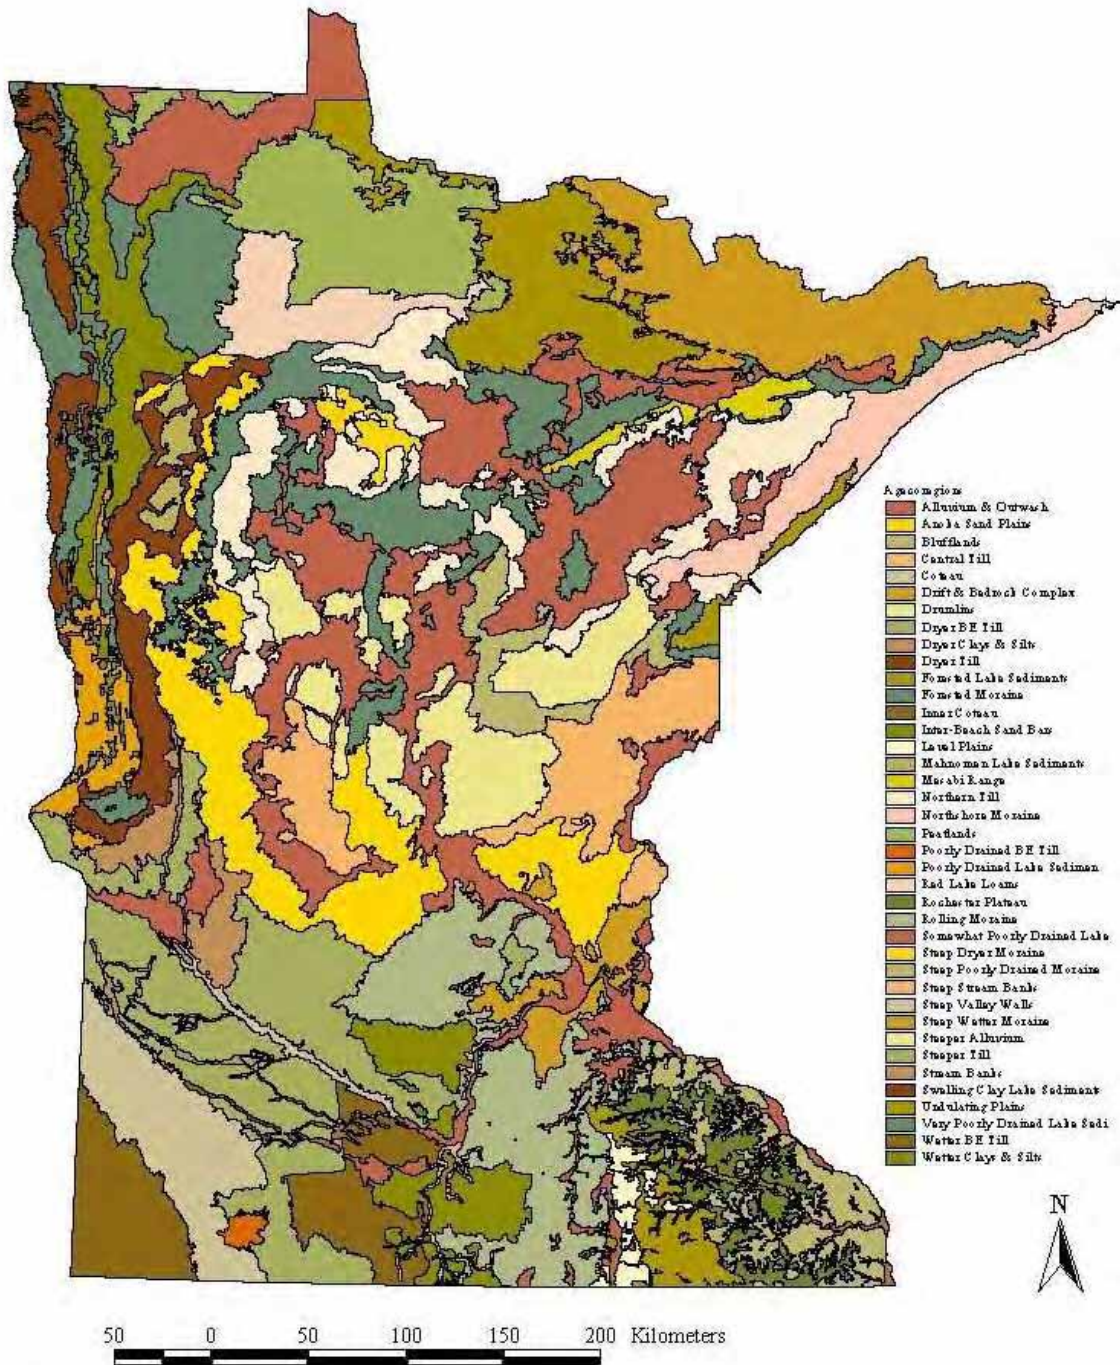 Agroecoregions
Alluvium & Outwash
Anoka Sand Plains
Blufflands
Central Till
Coteau
Drift & Bedrock Complex
Drumlins
Dryer BE Till
Dryer Clays & Silts
Dryer Till
Forested Lake Sediments
Forested Moraine
Inner Coteau
Inter-Beach Sand Bars
Level Plains
Mahnomen Lake Sediments
Mesabi Range
Northern Till
Northshore Moraine
Peatlands
Poorly Drained BE Till
Poorly Drained Lake Sedimen
Red Lake Loams
Rochester Plateau
Rolling Moraine
Somewhat Poorly Drained Lake
Steep Dryer Moraine
Steep Poorly Drained Moraine
Steep Stream Banks
Steep Valley Walls
Steep Wetter Moraine
Steeper Alluvium
Steeper Till
Stream Banks
Swelling Clay Lake Sediments
Undulating Plains
Very Poorly Drained Lake Sedi
Wetter BE Till
Wetter Clays & Silts
N
50 0 50 100 150 200 Kilometers